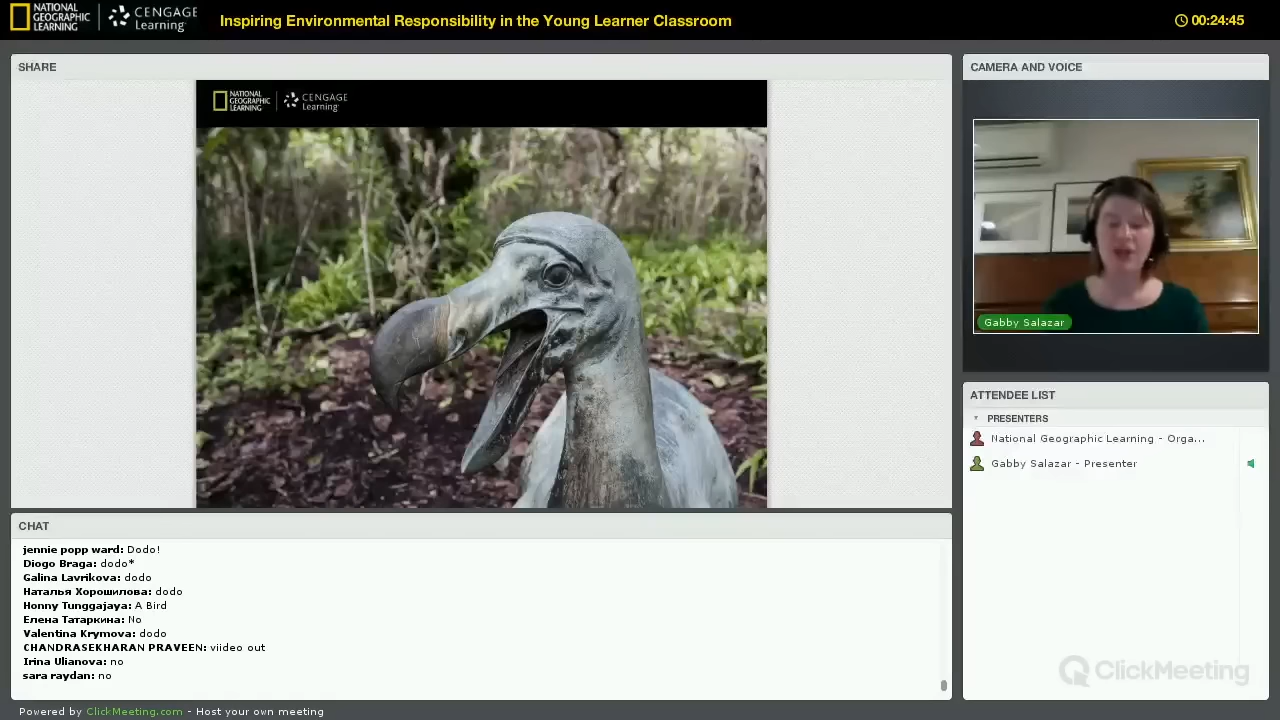 NATIONAL GEOGRAPHIC LEARNING
CENGAGE Learning
Inspiring Environmental Responsibility in the Young Learner Classroom
00:24:45
SHARE
NATIONAL GEOGRAPHIC LEARNING
CENGAGE Learning
CAMERA AND VOICE
Gabby Salazar
ATTENDEE LIST
PRESENTERS
National Geographic Learning - Orga...
Gabby Salazar - Presenter
CHAT
jennie popp ward: Dodo!
Diogo Braga: dodo*
Galina Lavrikova: dodo
Наталья Хорошилова: dodo
Honny Tunggajaya: A Bird
Елена Татаркина: No
Valentina Krymova: dodo
CHANDRASEKHARAN PRAVEEN: viideo out
Irina Ulianova: no
sara raydan: no
ClickMeeting
Powered by ClickMeeting.com - Host your own meeting